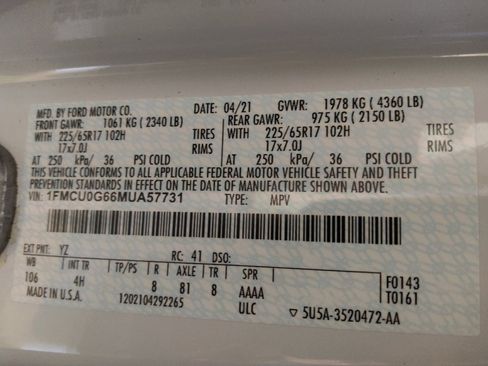 MFD. BY FORD MOTOR CO. DATE: 04/21 GVWR: 1978 KG ( 4360 LB)
FRONT GAWR: 1061 KG ( 2340 LB) REAR GAWR: 975 KG ( 2150 LB)
WITH 225/65R17 102H TIRES WITH 225/65R17 102H TIRES
17x7.0J RIMS 17x7.0J RIMS
AT 250 kPa/ 36 PSI COLD AT 250 kPa/ 36 PSI COLD
THIS VEHICLE CONFORMS TO ALL APPLICABLE FEDERAL MOTOR VEHICLE SAFETY AND THEFT
PREVENTION STANDARDS IN EFFECT ON THE DATE OF MANUFACTURE SHOWN ABOVE.
VIN: 1FMCU0G66MUA57731 TYPE: MPV
EXT PNT: YZ RC: 41 DSO:
WB INT TR TP/PS R AXLE TR SPR F0143
106 4H 8 81 8 AAAA T0161
MADE IN U.S.A. 1202104292265 ULC ▽ 5U5A-3520472-AA